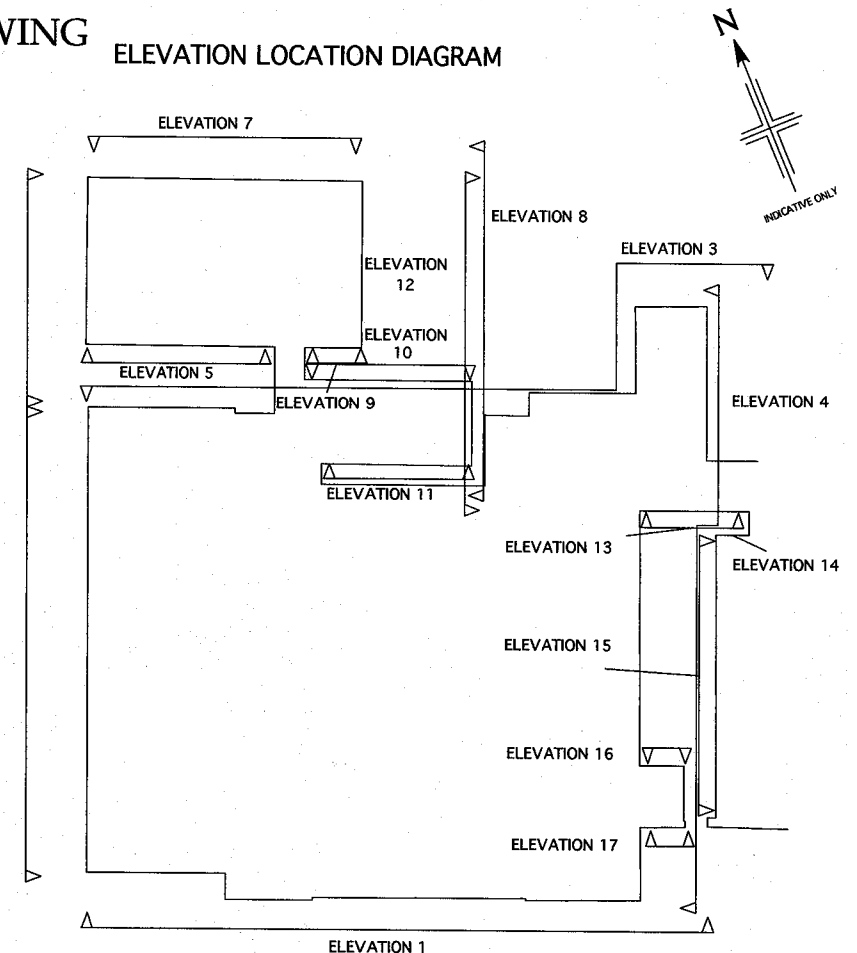 WING
ELEVATION LOCATION DIAGRAM
N
INDICATIVE ONLY
ELEVATION 7
ELEVATION 8
ELEVATION 3
ELEVATION
12
ELEVATION
10
ELEVATION 5
ELEVATION 9
ELEVATION 4
ELEVATION 11
ELEVATION 13
ELEVATION 14
ELEVATION 15
ELEVATION 16
ELEVATION 17
ELEVATION 1